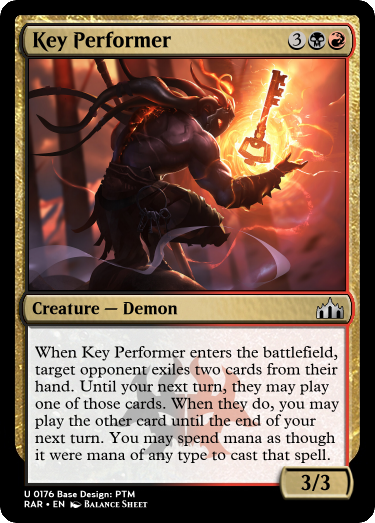 Key Performer 3
Creature — Demon
When Key Performer enters the battlefield,
target opponent exiles two cards from their
hand. Until your next turn, they may play
one of those cards. When they do, you may
play the other card until the end of your
next turn. You may spend mana as though
it were mana of any type to cast that spell.
3/3
U 0176 Base Design: PTM
RAR • EN Balance Sheet